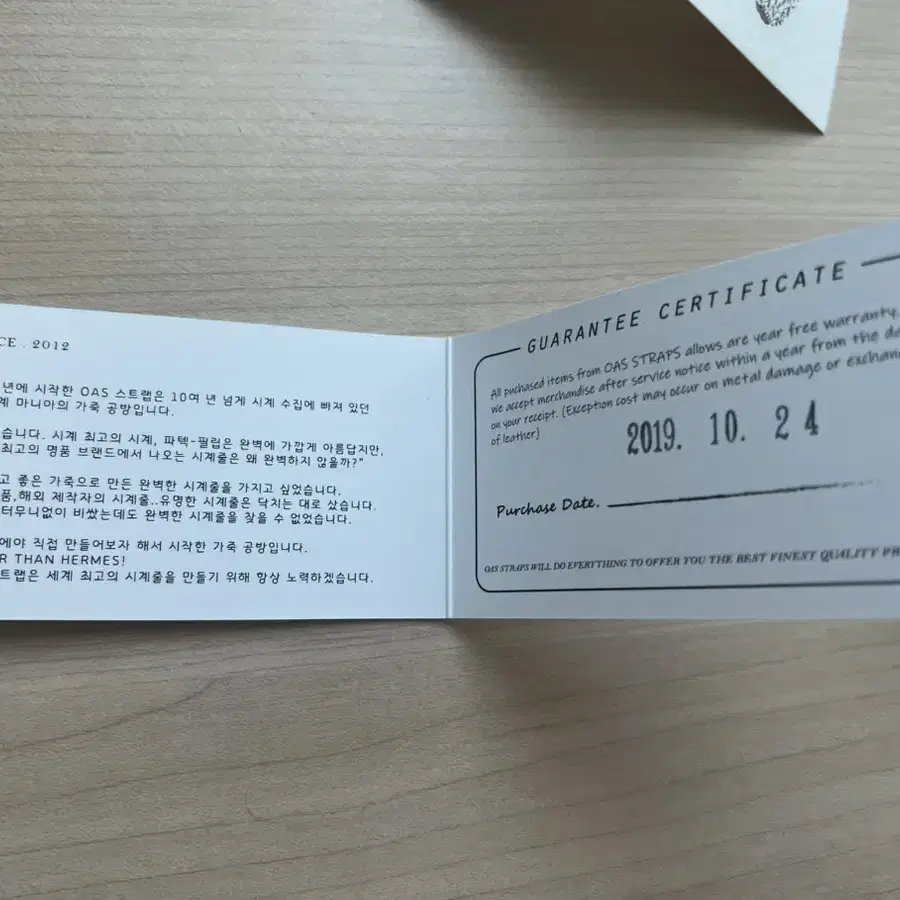 CE . 2012
년에 시작한 OAS 스트랩은 10여 년 넘게 시계 수집에 빠져 있던
계 마니아의 가죽 공방입니다.
습니다. 시계 최고의 시계, 파텍-필립은 완벽에 가깝게 아름답지만,
최고의 명품 브랜드에서 나오는 시계줄은 왜 완벽하지 않을까?"
고 좋은 가죽으로 만든 완벽한 시계줄을 가지고 싶었습니다.
품,해외 제작자의 시계줄..유명한 시계줄은 닥치는 대로 샀습니다.
터무니없이 비쌌는데도 완벽한 시계줄을 찾을 수 없었습니다.
에야 직접 만들어보자 해서 시작한 가죽 공방입니다.
R THAN HERMES!
트랩은 세계 최고의 시계줄을 만들기 위해 항상 노력하겠습니다.
GUARANTEE CERTIFICATE
All puchased items from OAS STRAPS allows are year free warranty.
we accept merchandise after service notice within a year from the da
on your receipt. (Exception cost may occur on metal damage or exchan
of leather)
2019. 10. 24
Purchase Date.
OAS STRAPS WILL DO EVERYTHING TO OFFER YOU THE BEST FINEST QUALITY PR